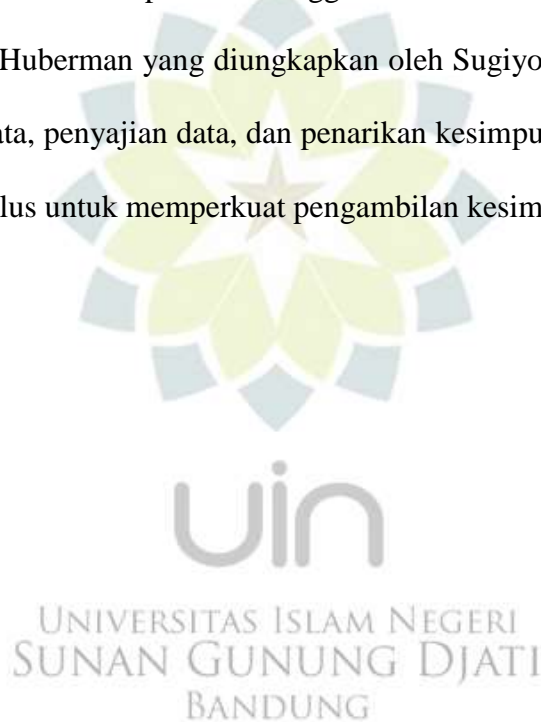 Huberman yang diungkapkan oleh Sugiyo
ata, penyajian data, dan penarikan kesimpu
lus untuk memperkuat pengambilan kesim
uin
UNIVERSITAS ISLAM NEGERI
SUNAN GUNUNG DJATI
BANDUNG